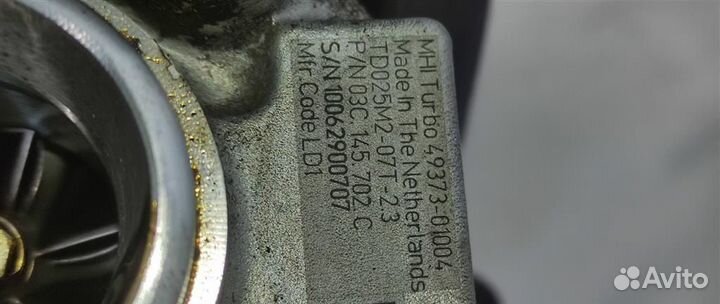 MHI Turbo 49373-01004
Made In The Netherlands
TD025M2-07T-2.3
P/N 03C 145 702 C
S/N 10062900707
Mfr. Code LD1
Avito